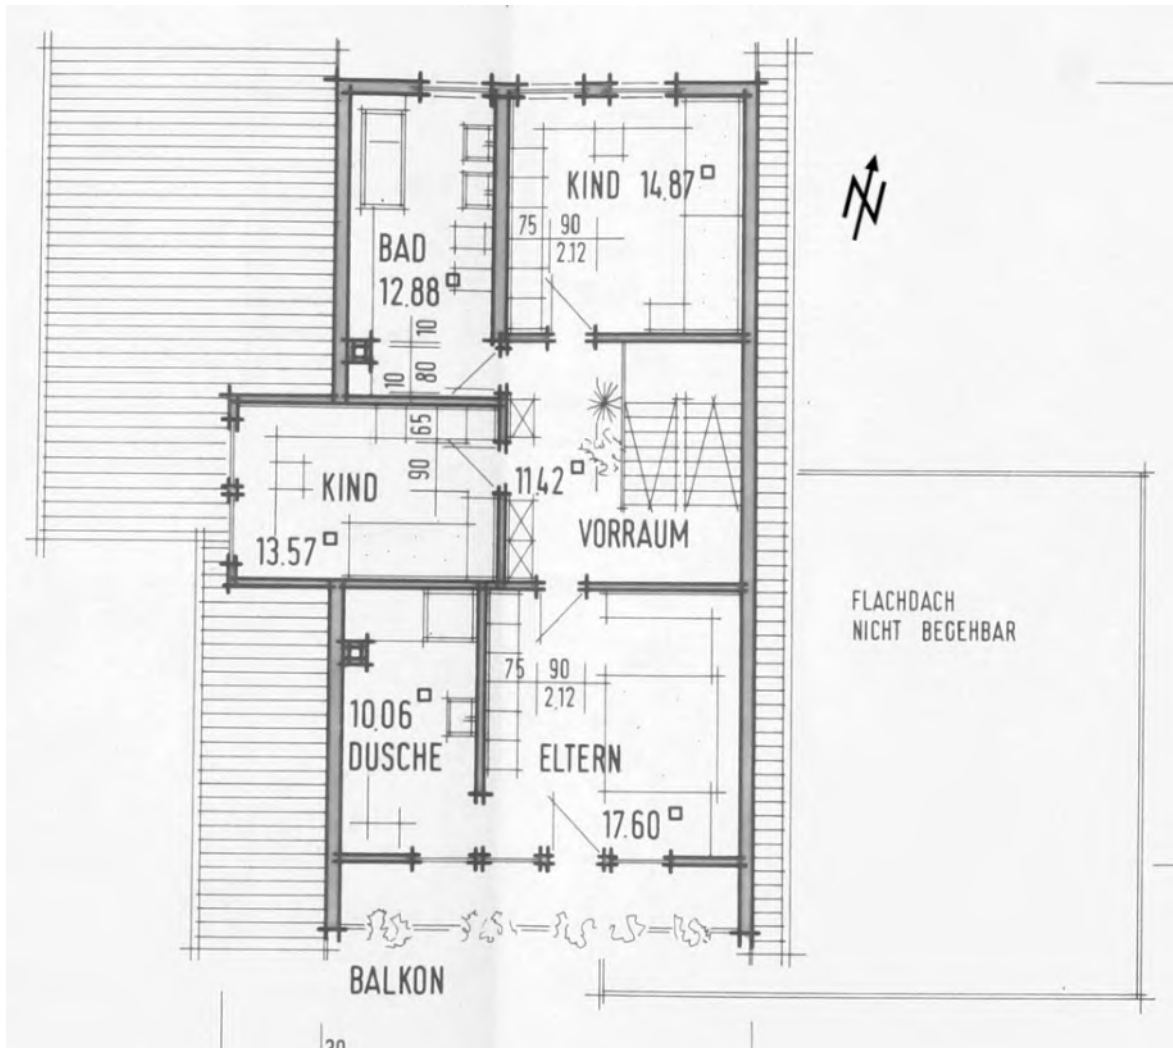 KIND 14.87
75 90
2.12
BAD
12.88
10
80
10
65
90
KIND
13.57
11.42
VORRAUM
FLACHDACH
NICHT BEGEHBAR
75 90
2.12
10.06
DUSCHE
ELTERN
17.60
BALKON
N